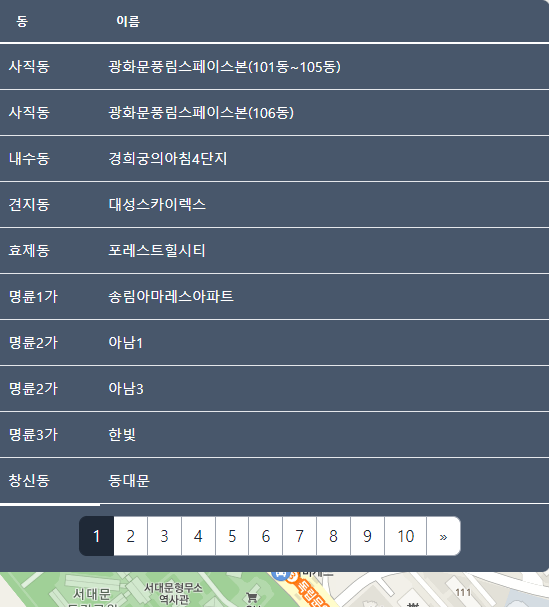 동 이름
사직동 광화문풍림스페이스본(101동~105동)
사직동 광화문풍림스페이스본(106동)
내수동 경희궁의아침4단지
견지동 대성스카이렉스
효제동 포레스트힐시티
명륜1가 송림아마레스아파트
명륜2가 아남1
명륜2가 아남3
명륜3가 한빛
창신동 동대문
1 2 3 4 5 6 7 8 9 10 »
서대문 서대문형무소 111
역사관
독립문